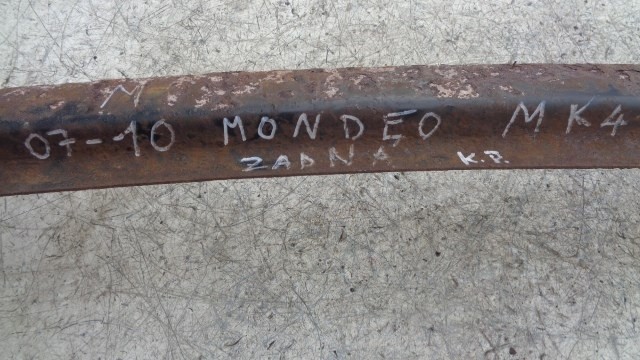 M
07-10 MONDEO MK4
ZADNA K.P.